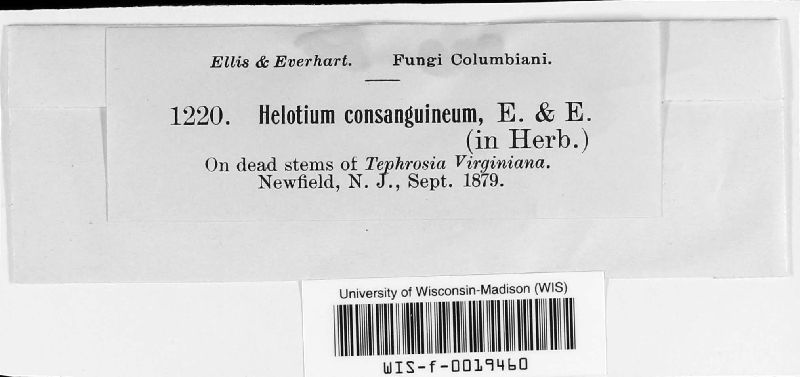 Ellis & Everhart. Fungi Columbiani.
1220. Helotium consanguineum, E. & E.
(in Herb.)
On dead stems of Tephrosia Virginiana.
Newfield, N. J., Sept. 1879.
University of Wisconsin-Madison (WIS)
WIS-f-0019460